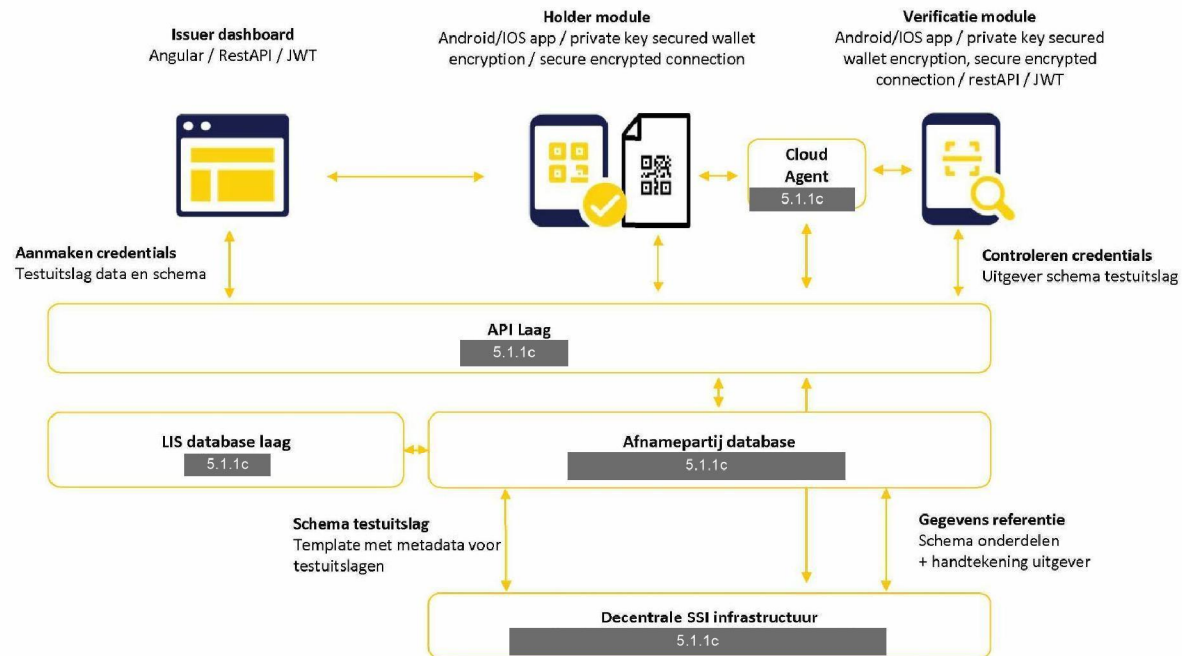 Issuer dashboard
Angular / RestAPI / JWT
Holder module
Android/IOS app / private key secured wallet
encryption / secure encrypted connection
Verificatie module
Android/IOS app / private key secured
wallet encryption, secure encrypted
connection / restAPI / JWT
Cloud
Agent
5.1.1c
Aanmaken credentials
Testuitslag data en schema
Controleren credentials
Uitgever schema testuitslag
API Laag
5.1.1c
LIS database laag
5.1.1c
Afnamepartij database
5.1.1c
Schema testuitslag
Template met metadata voor
testuitslagen
Gegevens referentie
Schema onderdelen
+ handtekening uitgever
Decentrale SSI infrastructuur
5.1.1c